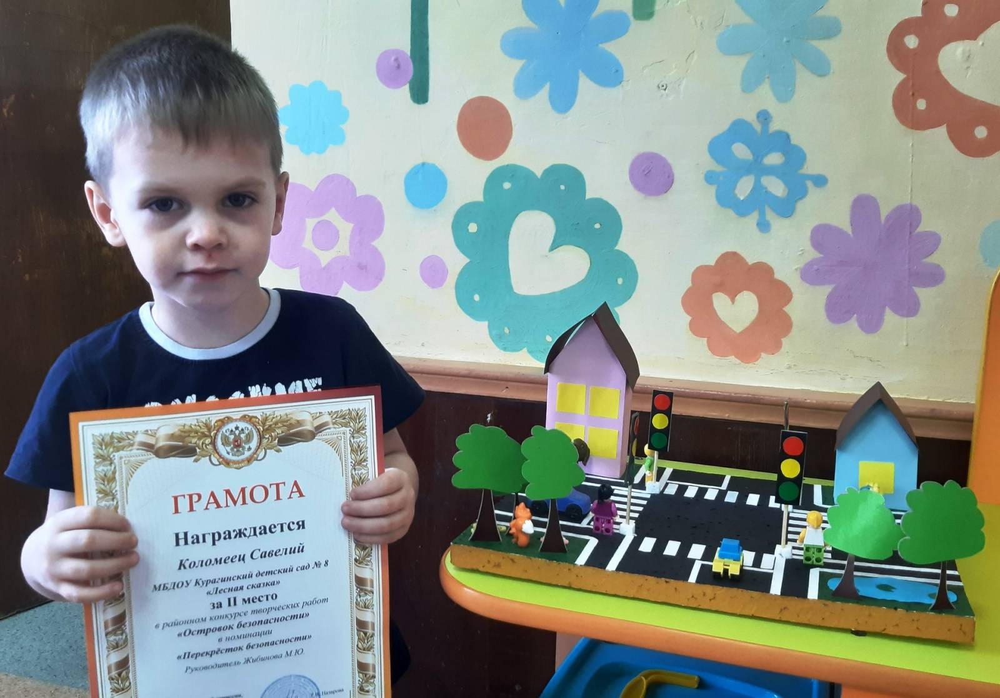 ГРАМОТА
Награждается
Коломеец Савелий
МБДОУ Курагинский детский сад № 8
«Лесная сказка»
за II место
в районном конкурсе творческих работ
«Островок безопасности»
в номинации
«Перекрёсток безопасности»
Руководитель Жибинова М.Ю.
Назарова